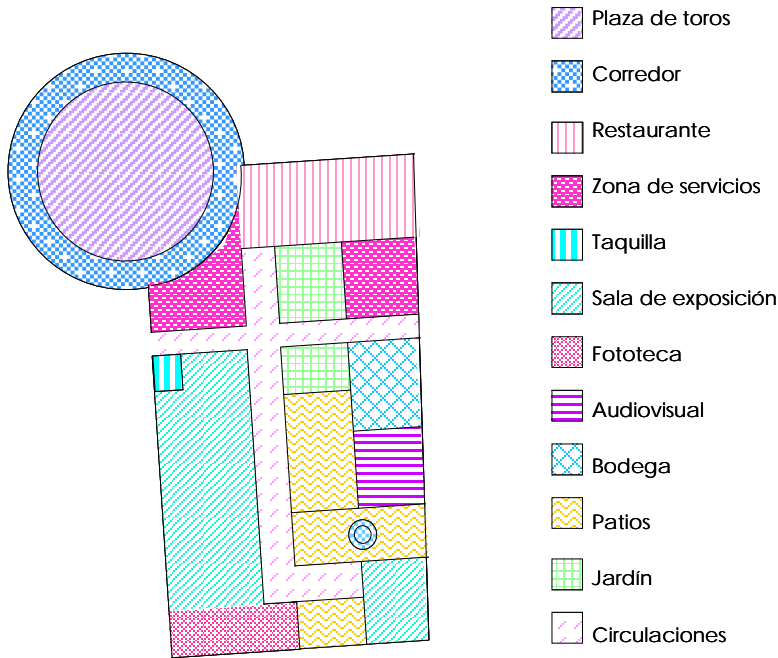 Plaza de toros
Corredor
Restaurante
Zona de servicios
Taquilla
Sala de exposición
Fototeca
Audiovisual
Bodega
Patios
Jardín
Circulaciones